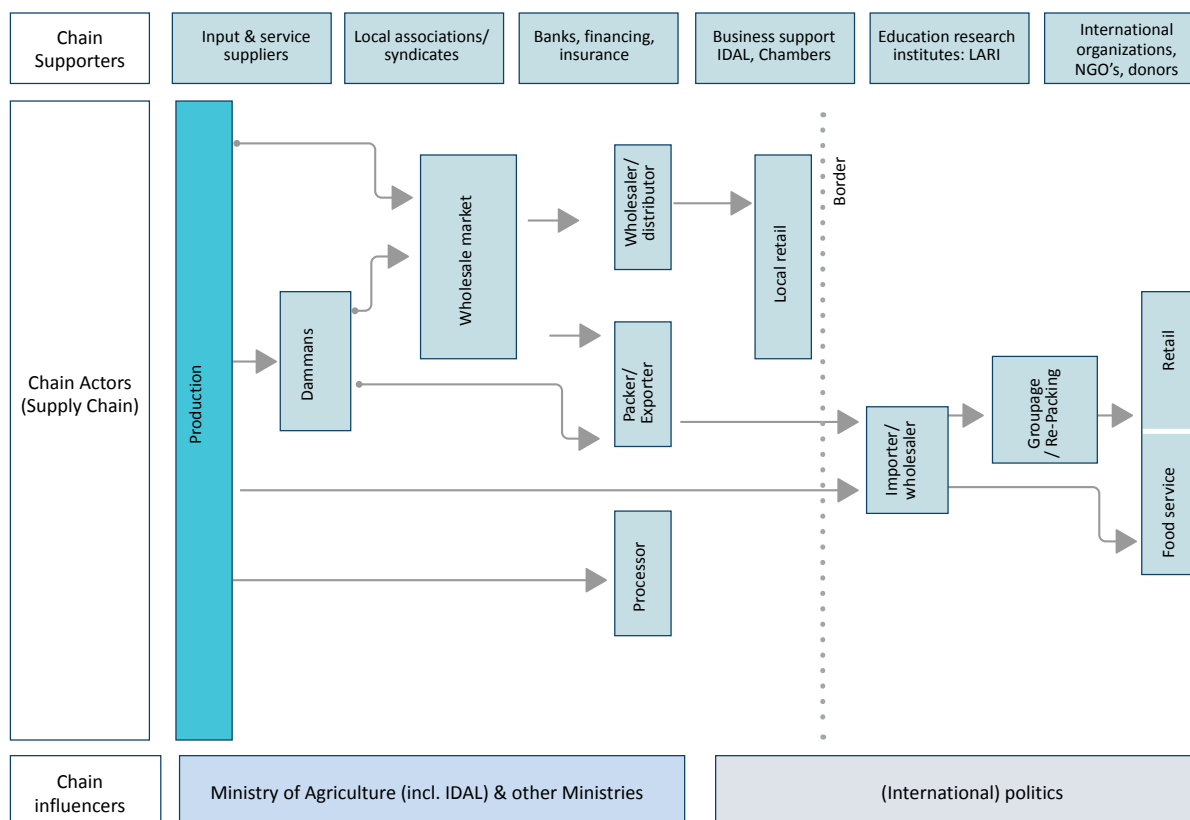 Chain
Supporters
Input & service
suppliers
Local associations/
syndicates
Banks, financing,
insurance
Business support
IDAL, Chambers
Education research
institutes: LARI
International
organizations,
NGO's, donors
Chain Actors
(Supply Chain)
Production
Dammans
Wholesale market
Wholesaler/
distributor
Packer/
Exporter
Processor
Local retail
Border
Importer/
wholesaler
Groupage
/ Re-Packing
Retail
Food service
Chain
influencers
Ministry of Agriculture (incl. IDAL) & other Ministries
(International) politics